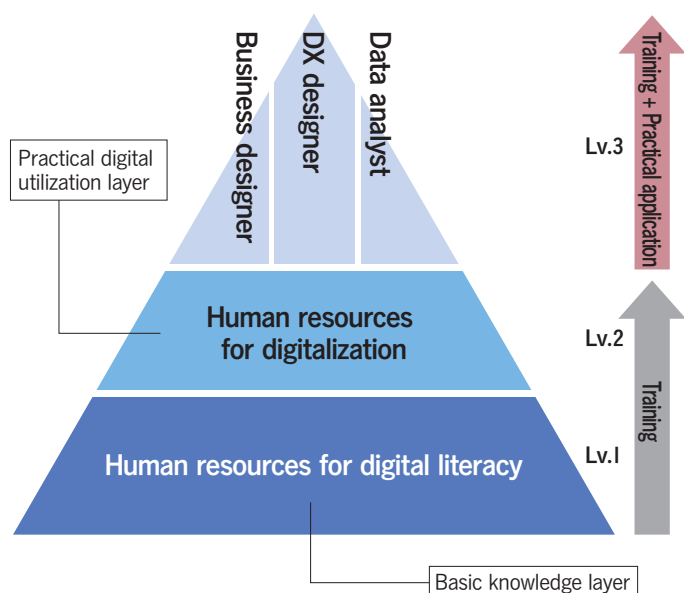 Business designer
DX designer
Data analyst
Training + Practical application
Lv.3
Practical digital
utilization layer
Human resources
for digitalization
Lv.2
Training
Human resources for digital literacy
Lv.1
Basic knowledge layer